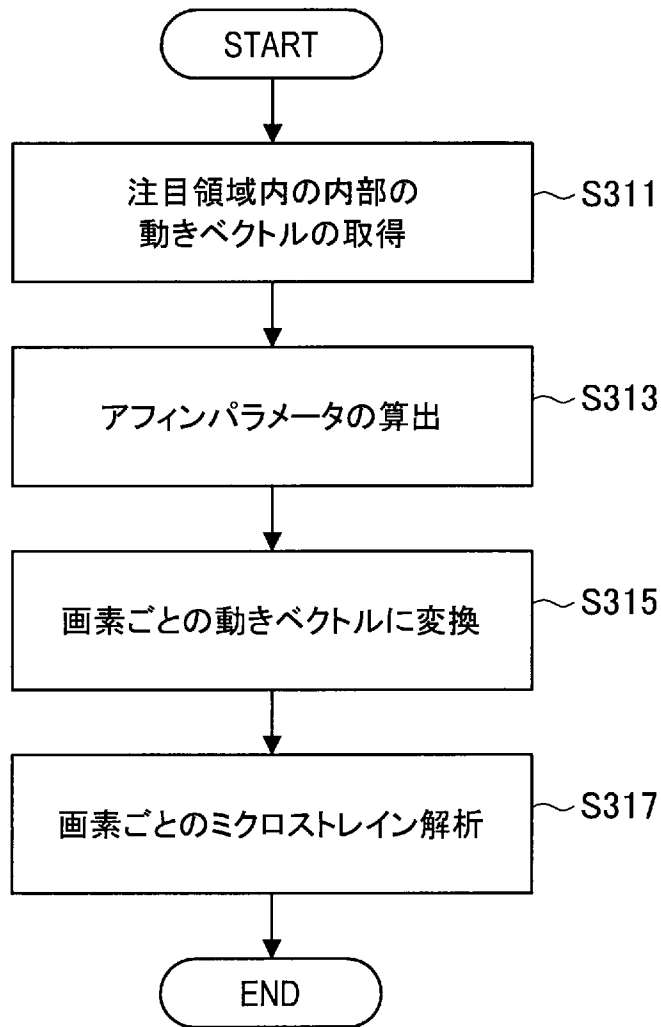 START
注目領域内の内部の
動きベクトルの取得
S311
アフィンパラメータの算出
S313
画素ごとの動きベクトルに変換
S315
画素ごとのミクロストレイン解析
S317
END